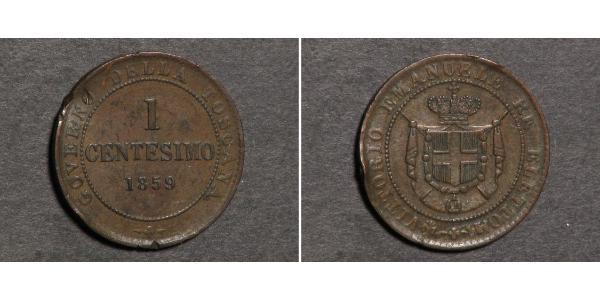 GOVERNO DELLA TOSCANA
1
CENTESIMO
1859
VITTORIO EMANUELE RE ELETTO